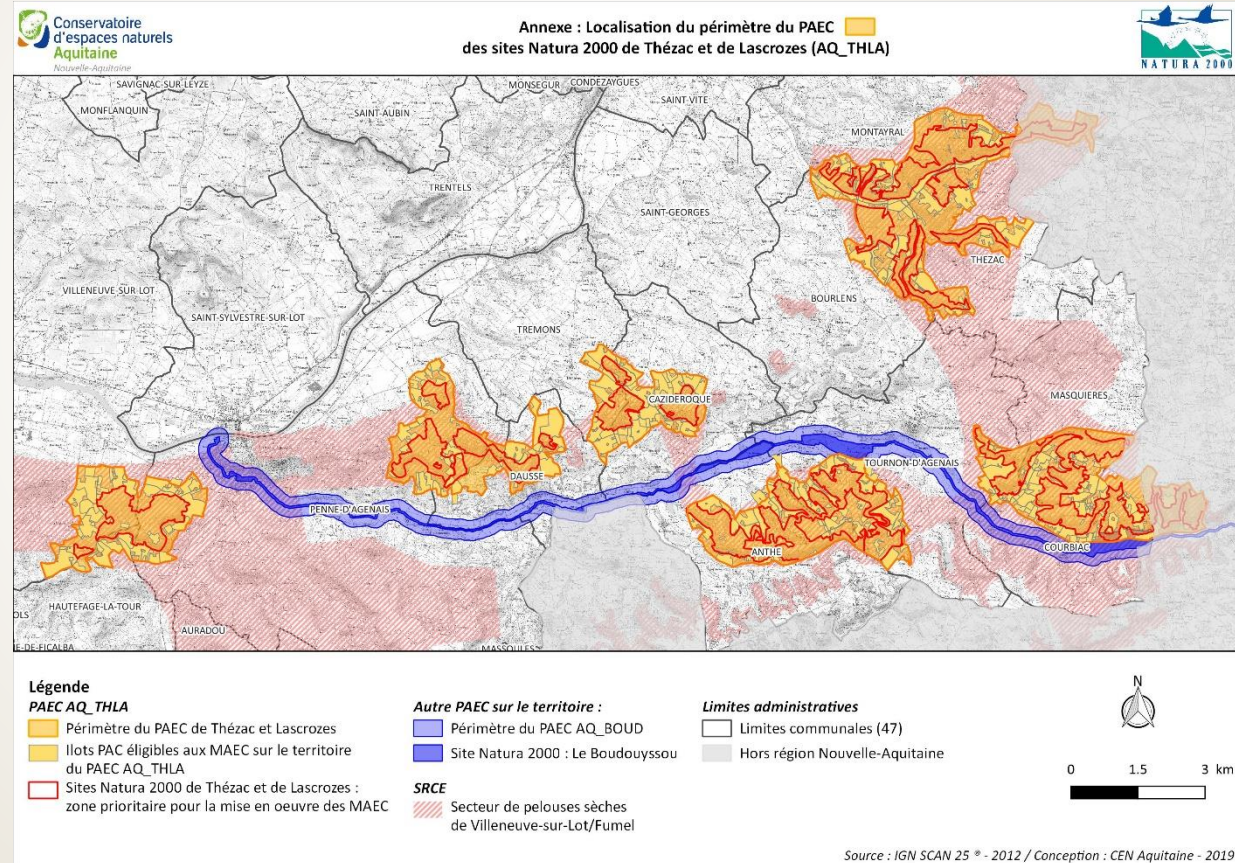 Conservatoire
d'espaces naturels
Aquitaine
Nouvelle-Aquitaine
Annexe : Localisation du périmètre du PAEC
des sites Natura 2000 de Thézac et de Lascrozes (AQ_THLA)
NATURA 2000
SAVIGNAC-SUR-LEYZE
MONFLANQUIN
SAINT-AUBIN
MONSEGUR
CONDEZAYGUES
SAINT-VITE
MONTAYRAL
TRENTELS
SAINT-GEORGES
THEZAC
VILLENEUVE-SUR-LOT
SAINT-SYLVESTRE-SUR-LOT
TREMONS
BOURLENS
MASQUIERES
CAZIDEROQUE
DAUSSE
TOURNON-D'AGENAIS
PENNE-D'AGENAIS
ANTHE
COURBIAC
HAUTEFAGE-LA-TOUR
OLS
AURADOU
E-DE-FICALBA
MASSOULES
Légende
PAEC AQ_THLA
Périmètre du PAEC de Thézac et Lascrozes
Ilots PAC éligibles aux MAEC sur le territoire
du PAEC AQ_THLA
Sites Natura 2000 de Thézac et de Lascrozes :
zone prioritaire pour la mise en oeuvre des MAEC
Autre PAEC sur le territoire :
Périmètre du PAEC AQ_BOUD
Site Natura 2000 : Le Boudouyssou
SRCE
Secteur de pelouses sèches
de Villeneuve-sur-Lot/Fumel
Limites administratives
Limites communales (47)
Hors région Nouvelle-Aquitaine
N
0 1.5 3 km
Source : IGN SCAN 25 ® - 2012 / Conception : CEN Aquitaine - 2019